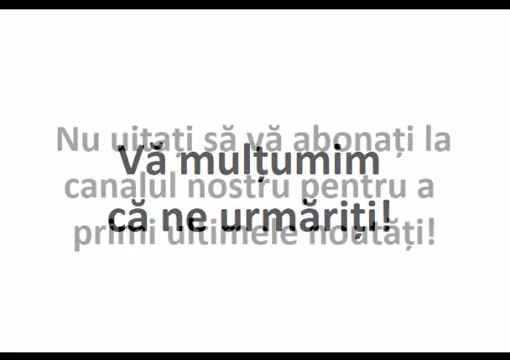 Nu uitați să vă abonați la
canalul nostru pentru a
primi ultimele noutăți!
Vă mulțumim
că ne urmăriți!